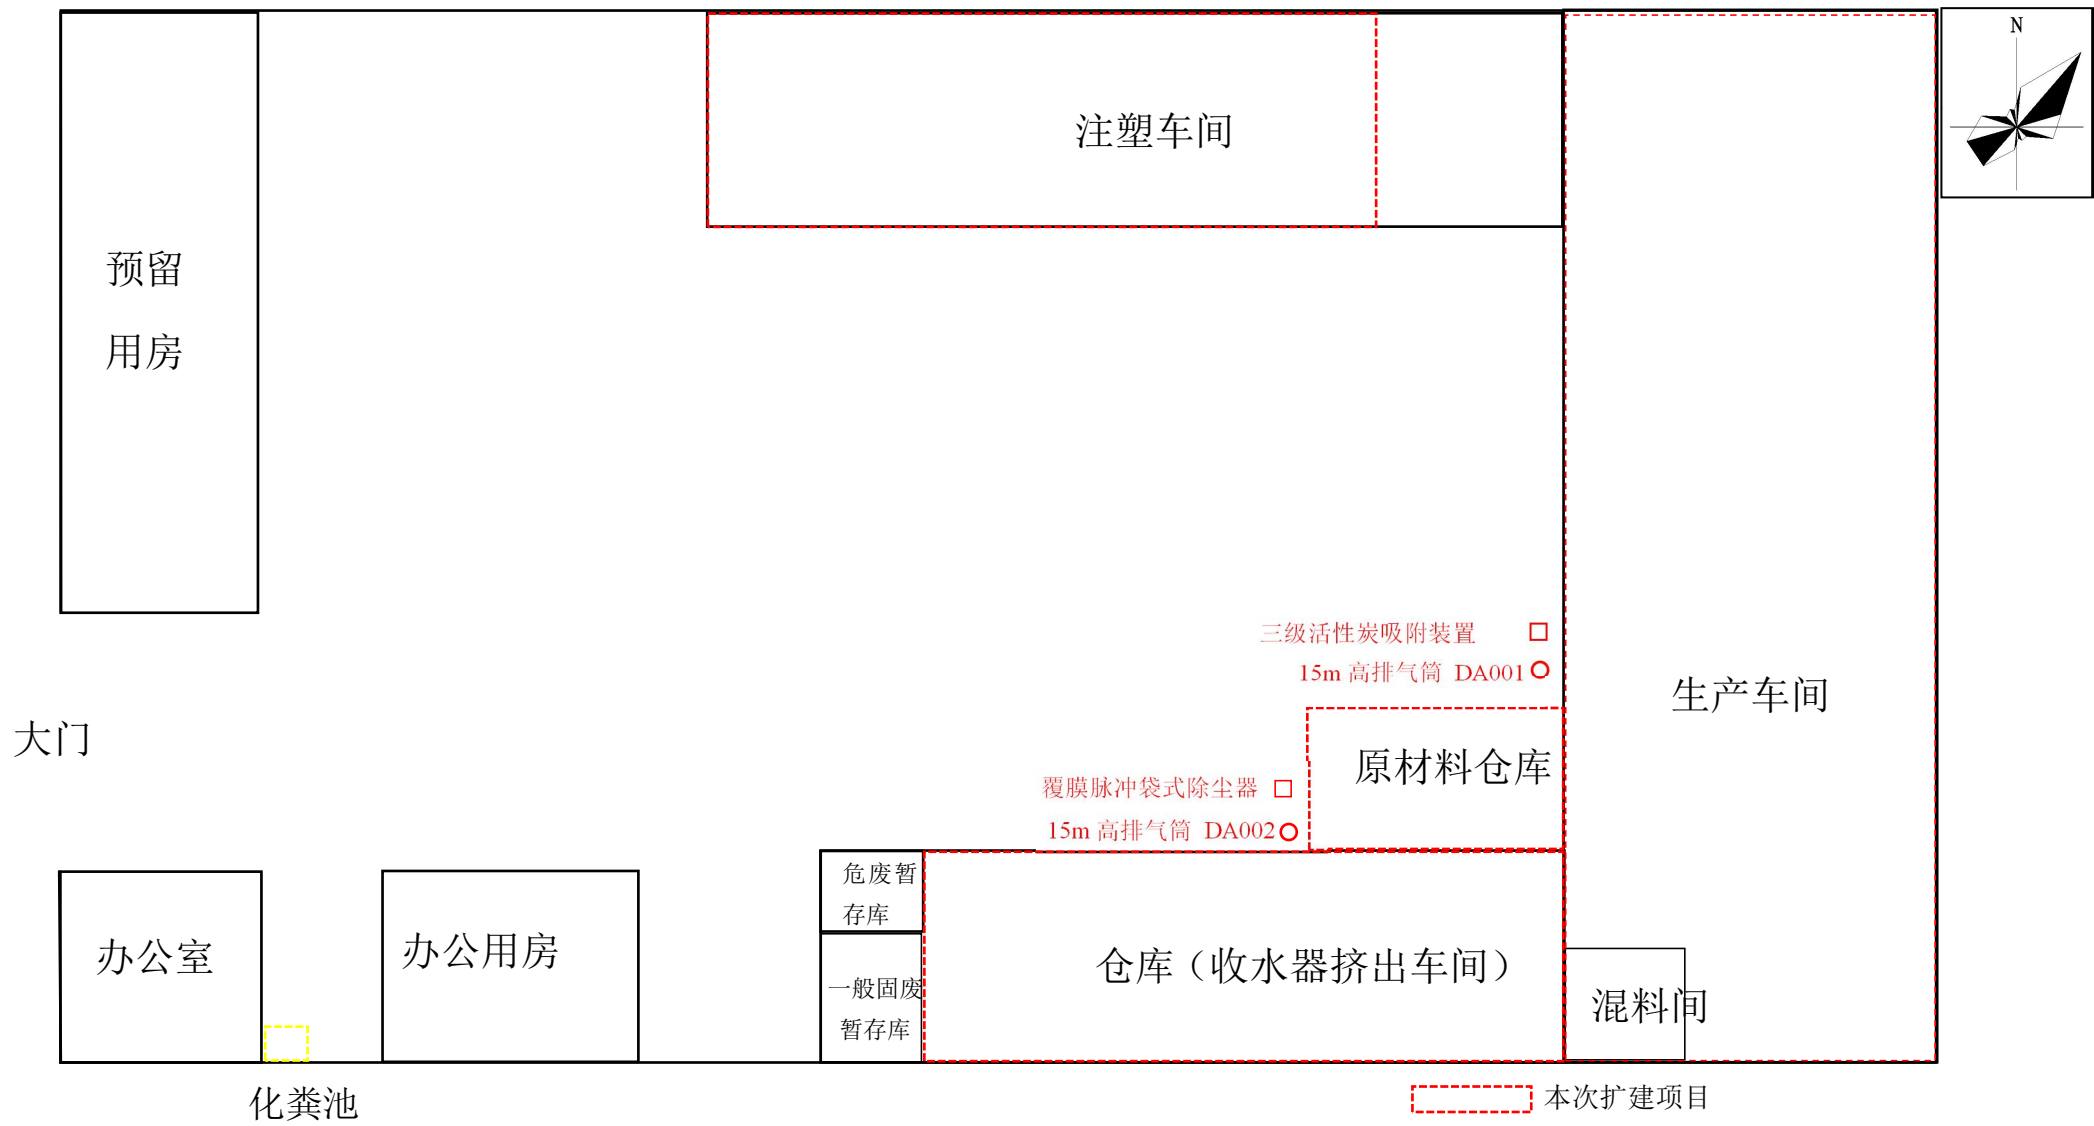 N
注塑车间
预留
用房
三级活性炭吸附装置
15m 高排气筒 DA001
生产车间
大门
原材料仓库
覆膜脉冲袋式除尘器
15m 高排气筒 DA002
危废暂
存库
办公室
办公用房
仓库（收水器挤出车间）
一般固废
暂存库
混料间
化粪池
本次扩建项目